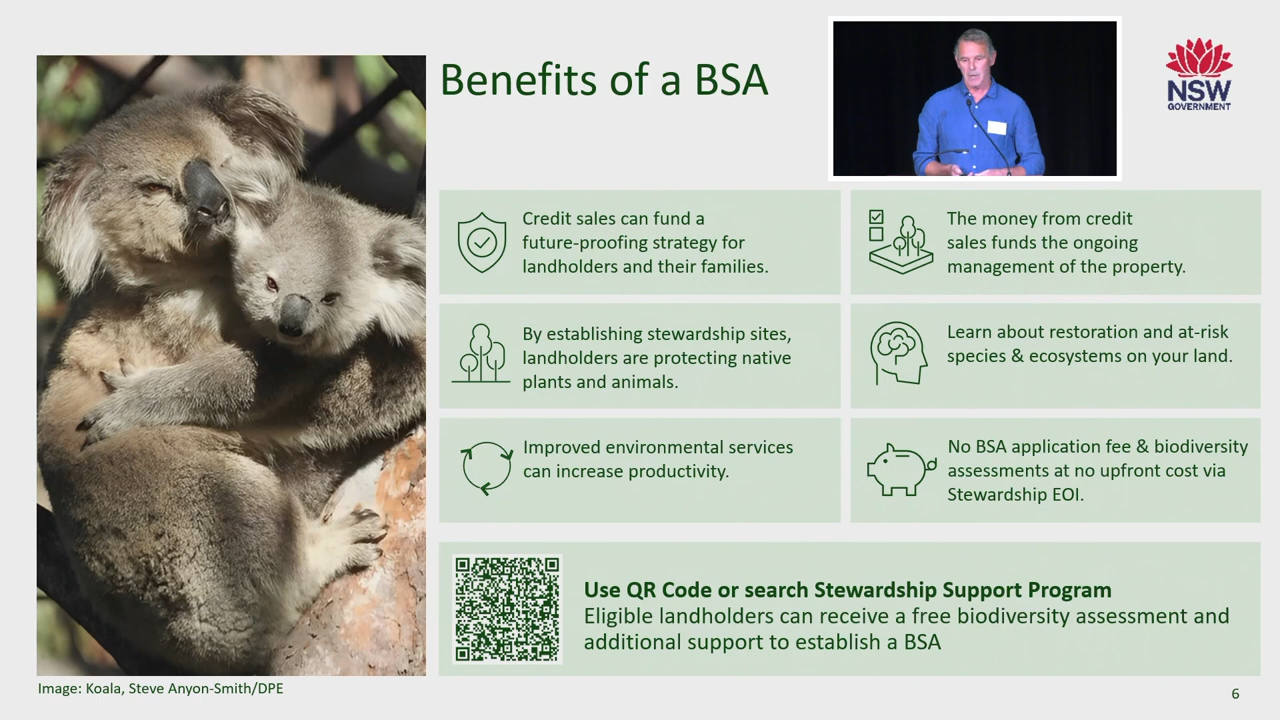 Benefits of a BSA
NSW
GOVERNMENT
Credit sales can fund a
future-proofing strategy for
landholders and their families.
The money from credit
sales funds the ongoing
management of the property.
By establishing stewardship sites,
landholders are protecting native
plants and animals.
Learn about restoration and at-risk
species & ecosystems on your land.
Improved environmental services
can increase productivity.
No BSA application fee & biodiversity
assessments at no upfront cost via
Stewardship EOI.
Use QR Code or search Stewardship Support Program
Eligible landholders can receive a free biodiversity assessment and
additional support to establish a BSA
Image: Koala, Steve Anyon-Smith/DPE
6